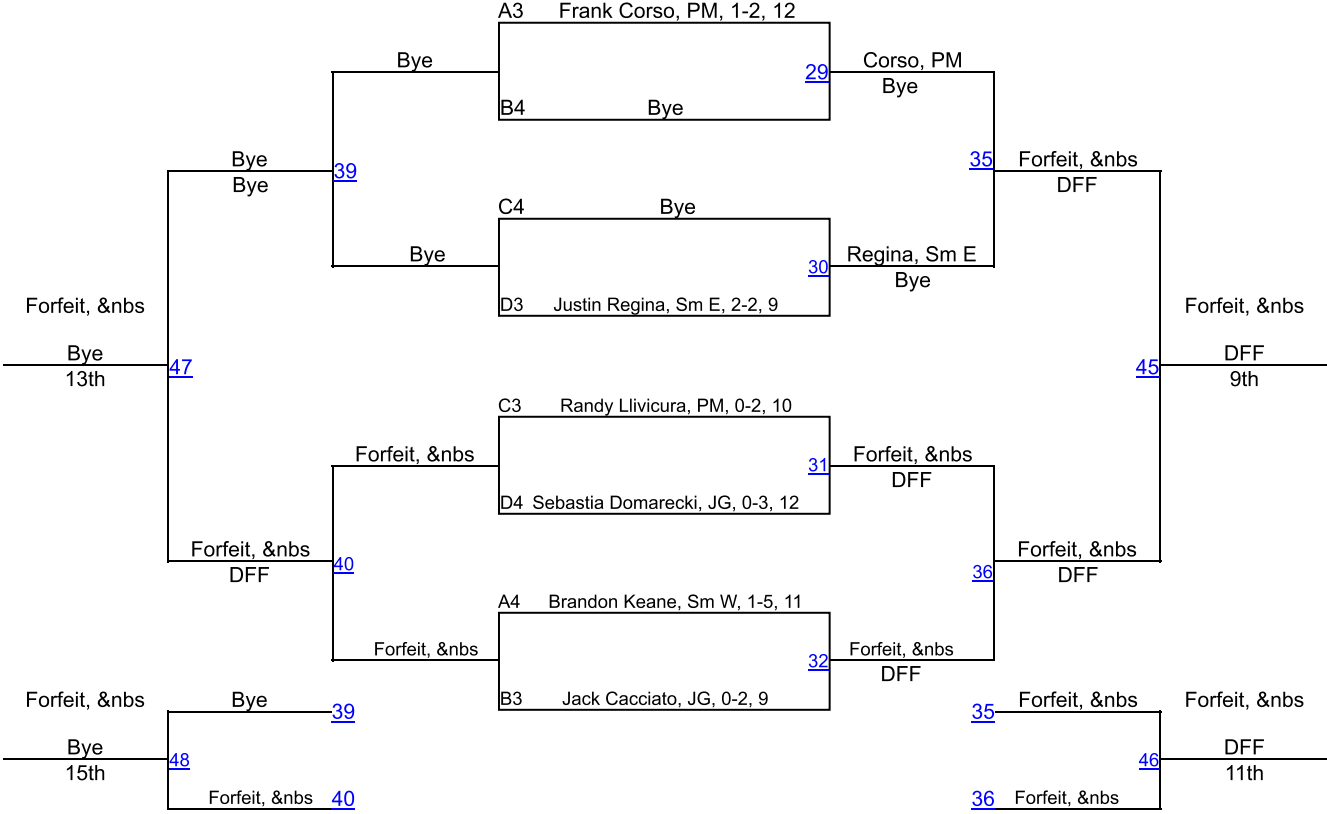 A3 Frank Corso, PM, 1-2, 12
Bye
29
Corso, PM
Bye
B4 Bye
Bye
Bye
39
35
Forfeit, &nbs
DFF
C4 Bye
Bye
30
Regina, Sm E
Bye
D3 Justin Regina, Sm E, 2-2, 9
Forfeit, &nbs
Bye
13th
47
45
Forfeit, &nbs
DFF
9th
C3 Randy Llivicura, PM, 0-2, 10
Forfeit, &nbs
31
Forfeit, &nbs
DFF
D4 Sebastia Domarecki, JG, 0-3, 12
Forfeit, &nbs
DFF
40
36
Forfeit, &nbs
DFF
A4 Brandon Keane, Sm W, 1-5, 11
Forfeit, &nbs
32
Forfeit, &nbs
DFF
B3 Jack Cacciato, JG, 0-2, 9
Forfeit, &nbs
Bye
39
Bye
15th
48
Forfeit, &nbs
40
35
Forfeit, &nbs
Forfeit, &nbs
46
DFF
11th
36
Forfeit, &nbs